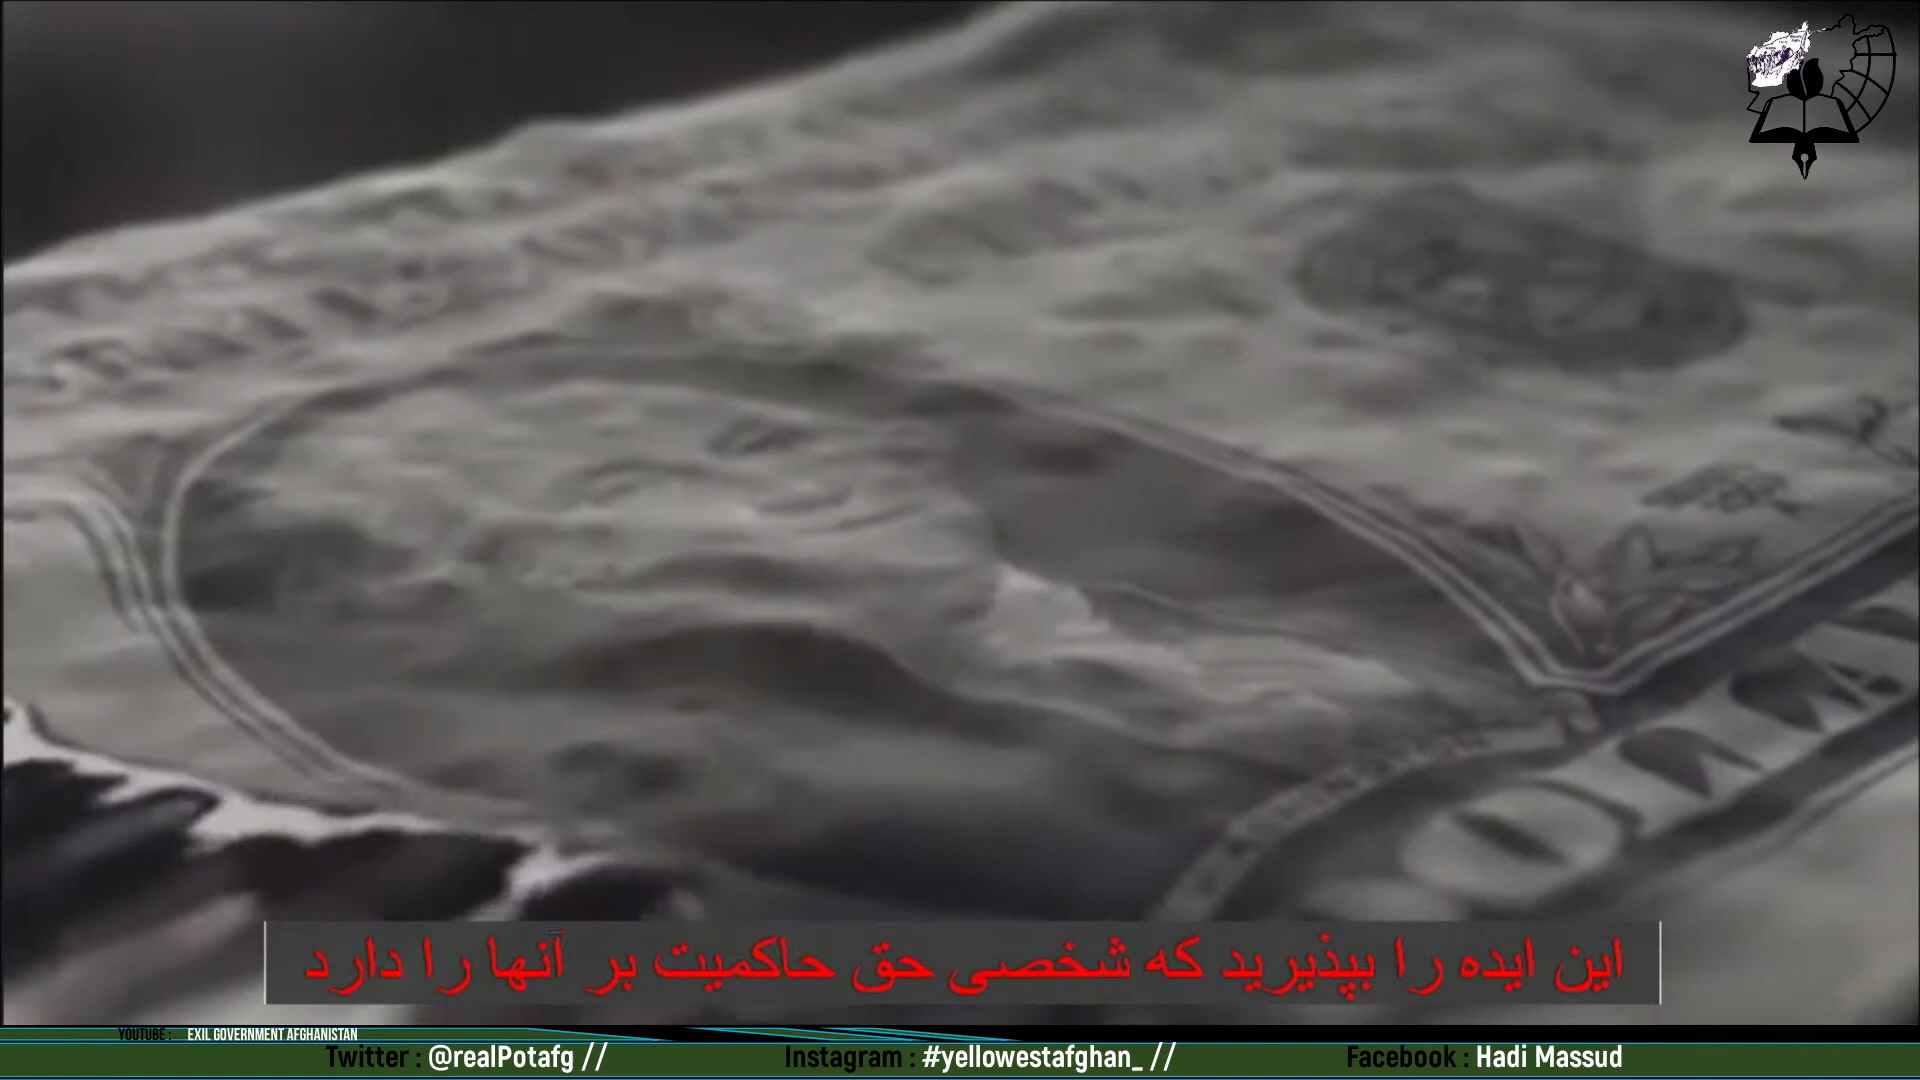 این ایده را بپذیرید که شخصی حق حاکمیت بر آنها را دارد
YOUTUBE : EXIL GOVERNMENT AFGHANISTAN
Twitter : @realPotafg // Instagram : #yellowestafghan_ // Facebook : Hadi Massud